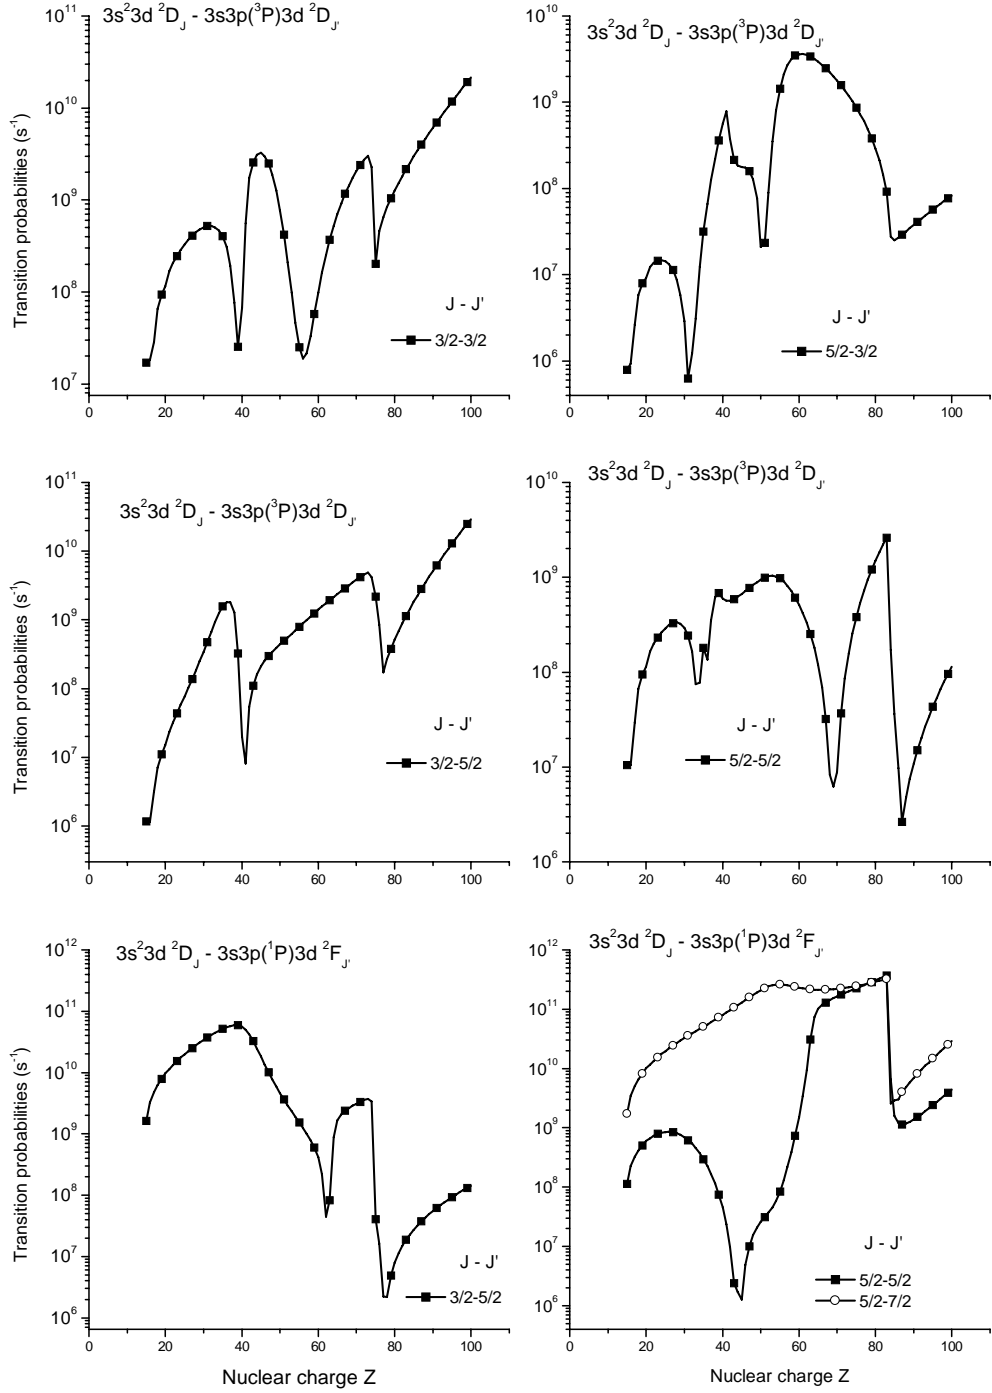 3s²3d ²D_J - 3s3p(³P)3d ²D_J'
Transition probabilities (s⁻¹)
10¹¹
10¹⁰
10⁹
10⁸
10⁷
J - J'
3/2-3/2
0 20 40 60 80 100
3s²3d ²D_J - 3s3p(³P)3d ²D_J'
10¹⁰
10⁹
10⁸
10⁷
10⁶
J - J'
5/2-3/2
0 20 40 60 80 100
3s²3d ²D_J - 3s3p(³P)3d ²D_J'
Transition probabilities (s⁻¹)
10¹¹
10¹⁰
10⁹
10⁸
10⁷
10⁶
J - J'
3/2-5/2
0 20 40 60 80 100
3s²3d ²D_J - 3s3p(³P)3d ²D_J'
10¹⁰
10⁹
10⁸
10⁷
10⁶
J - J'
5/2-5/2
0 20 40 60 80 100
3s²3d ²D_J - 3s3p(¹P)3d ²F_J'
Transition probabilities (s⁻¹)
10¹²
10¹¹
10¹⁰
10⁹
10⁸
10⁷
10⁶
J - J'
3/2-5/2
0 20 40 60 80 100
Nuclear charge Z
3s²3d ²D_J - 3s3p(¹P)3d ²F_J'
10¹²
10¹¹
10¹⁰
10⁹
10⁸
10⁷
10⁶
J - J'
5/2-5/2
5/2-7/2
0 20 40 60 80 100
Nuclear charge Z